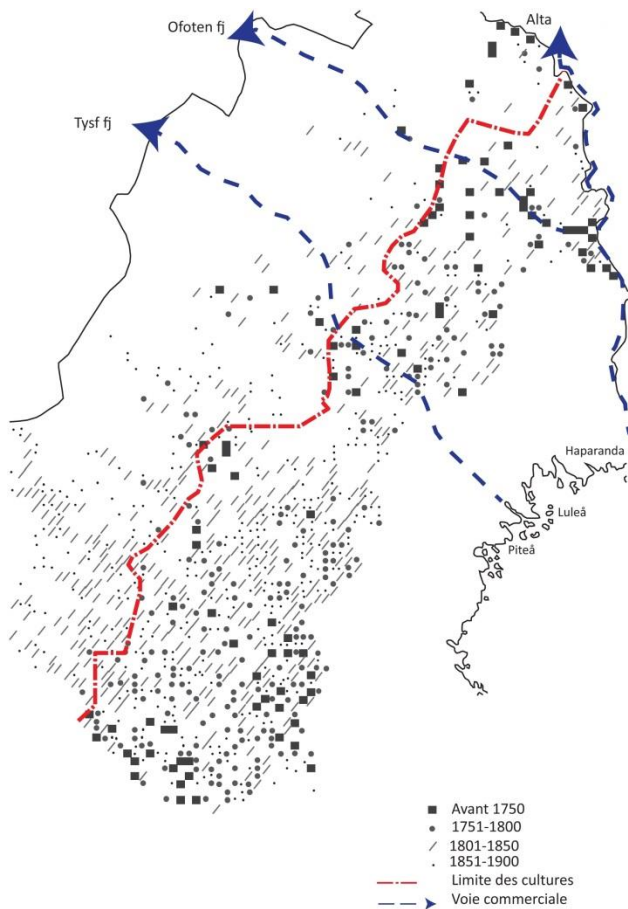 Ofoten fj
Alta
Tysf fj
Haparanda
Luleå
Piteå
Avant 1750
1751-1800
1801-1850
1851-1900
Limite des cultures
Voie commerciale